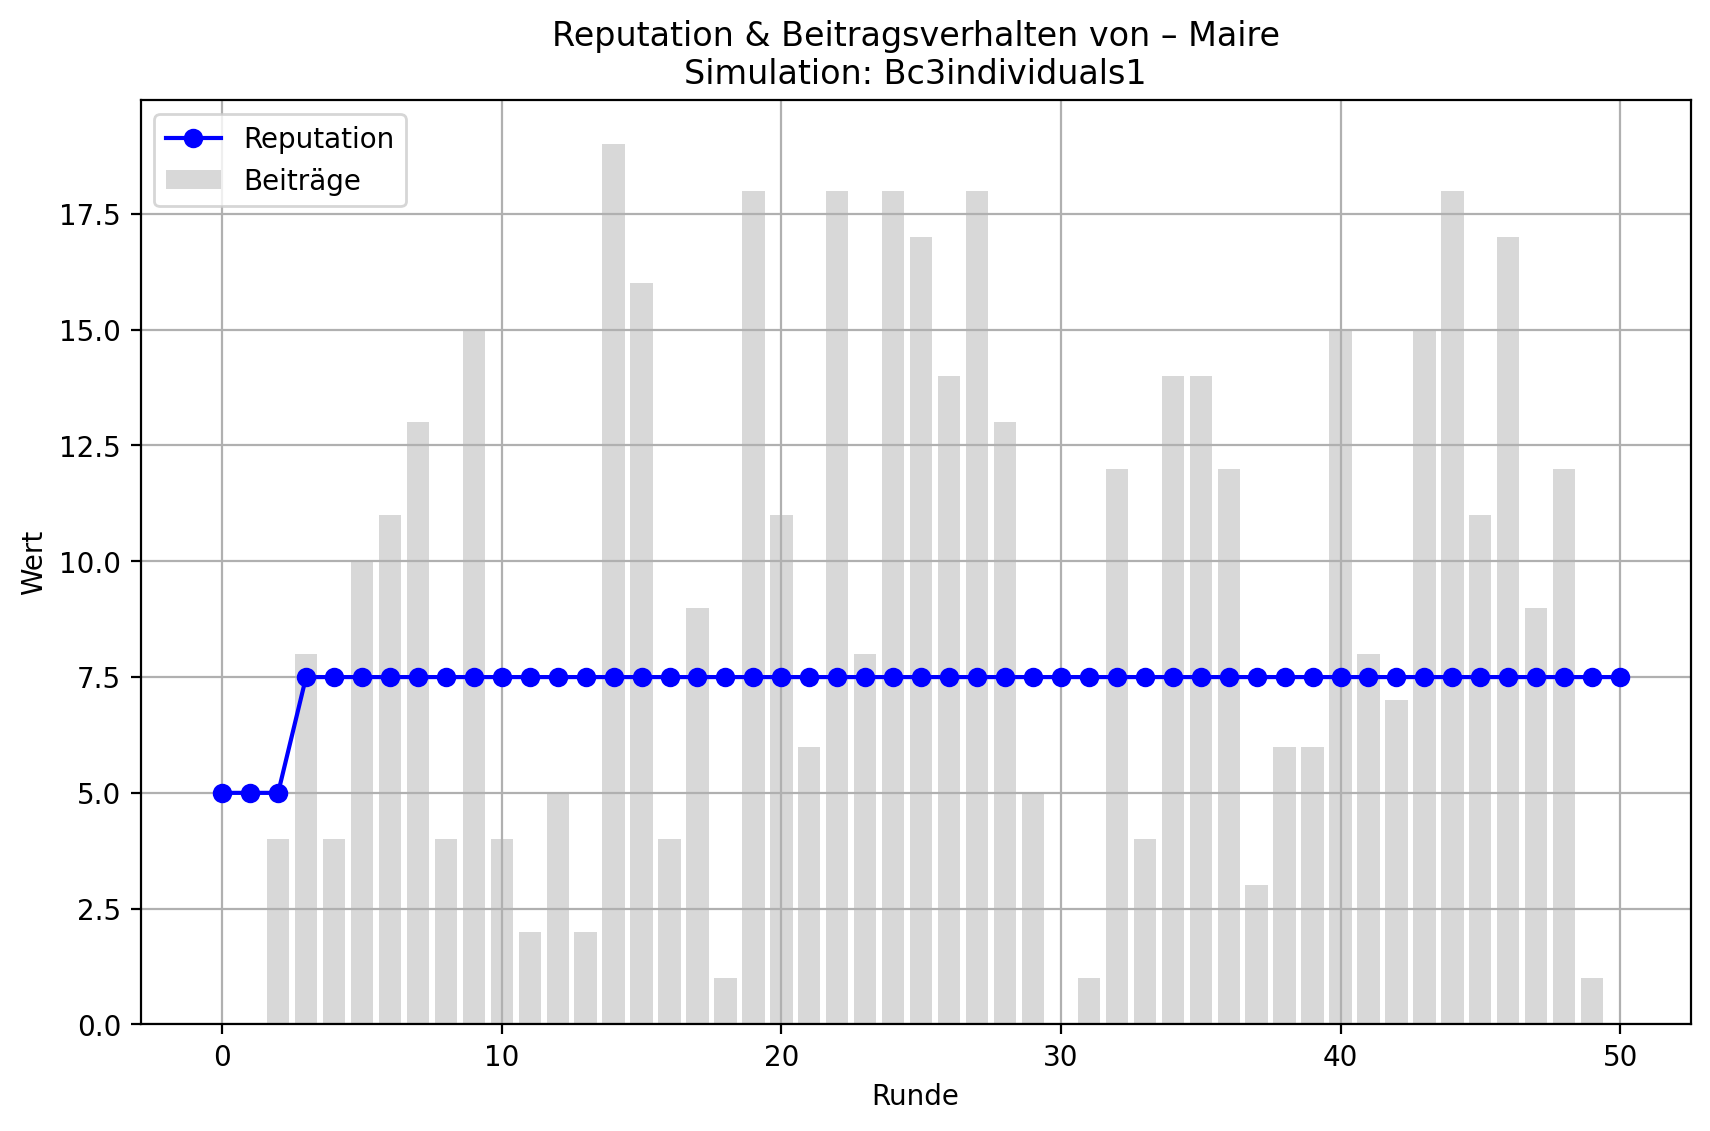 Reputation & Beitragsverhalten von – Maire
Simulation: Bc3individuals1
Reputation
Beiträge
Wert
17.5
15.0
12.5
10.0
7.5
5.0
2.5
0.0
0 10 20 30 40 50
Runde